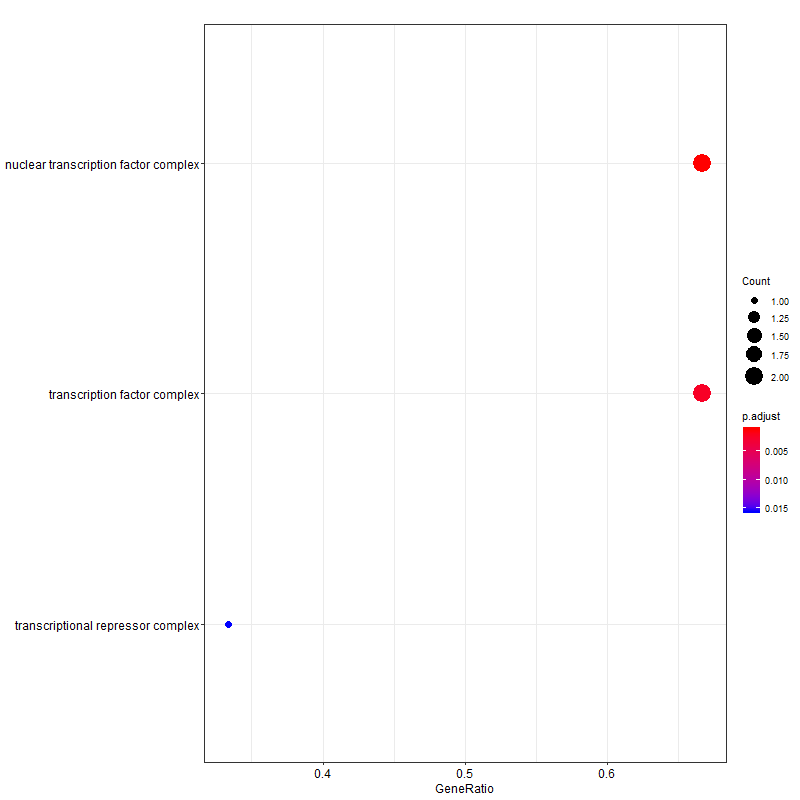 nuclear transcription factor complex
transcription factor complex
transcriptional repressor complex
0.4
0.5
0.6
GeneRatio
Count
1.00
1.25
1.50
1.75
2.00
p.adjust
0.005
0.010
0.015